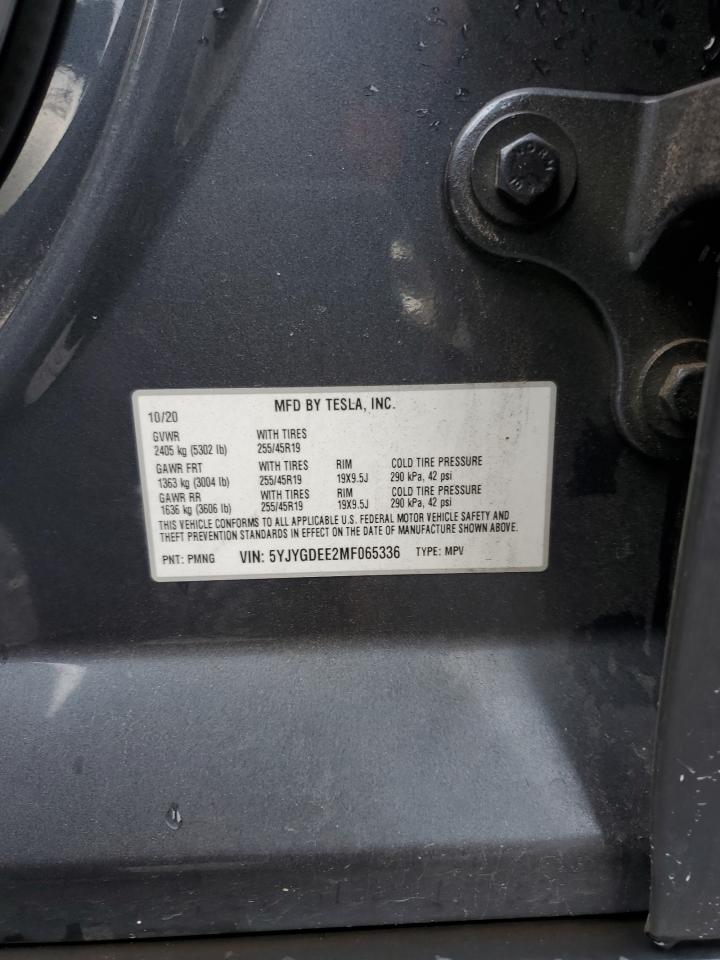 MFD BY TESLA, INC.
10/20
GVWR WITH TIRES
2405 kg (5302 lb) 255/45R19
GAWR FRT WITH TIRES RIM COLD TIRE PRESSURE
1363 kg (3004 lb) 255/45R19 19X9.5J 290 kPa, 42 psi
GAWR RR WITH TIRES RIM COLD TIRE PRESSURE
1636 kg (3606 lb) 255/45R19 19X9.5J 290 kPa, 42 psi
THIS VEHICLE CONFORMS TO ALL APPLICABLE U.S. FEDERAL MOTOR VEHICLE SAFETY AND
THEFT PREVENTION STANDARDS IN EFFECT ON THE DATE OF MANUFACTURE SHOWN ABOVE.
PNT: PMNG VIN: 5YJYGDEE2MF065336 TYPE: MPV